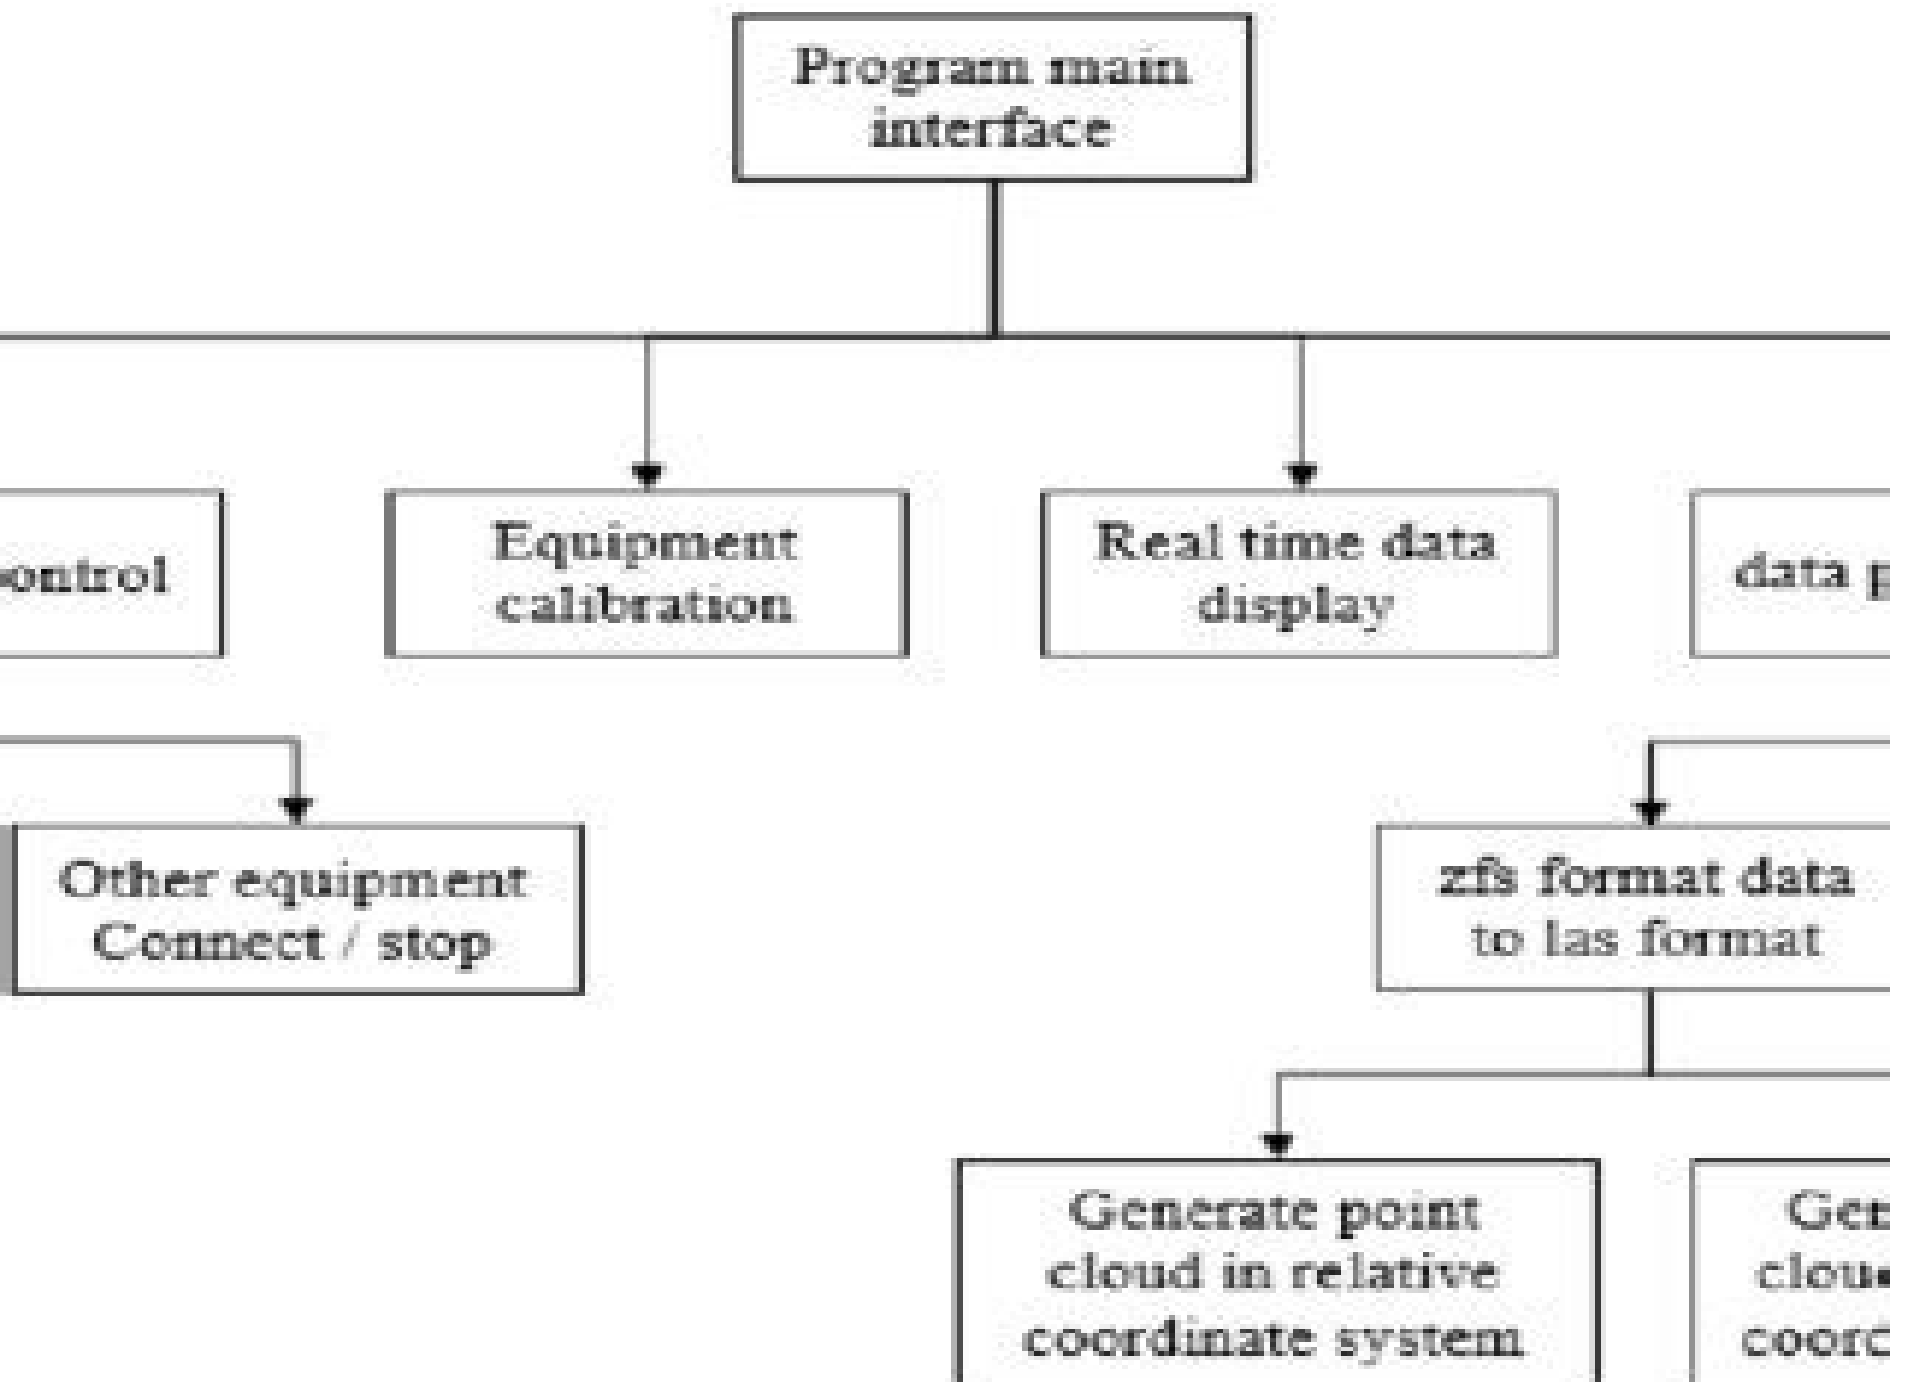 Program main
interface
Equipment
calibration
Real time data
display
data
Other equipment
Connect / stop
zfs format data
to las format
Generate point
cloud in relative
coordinate system